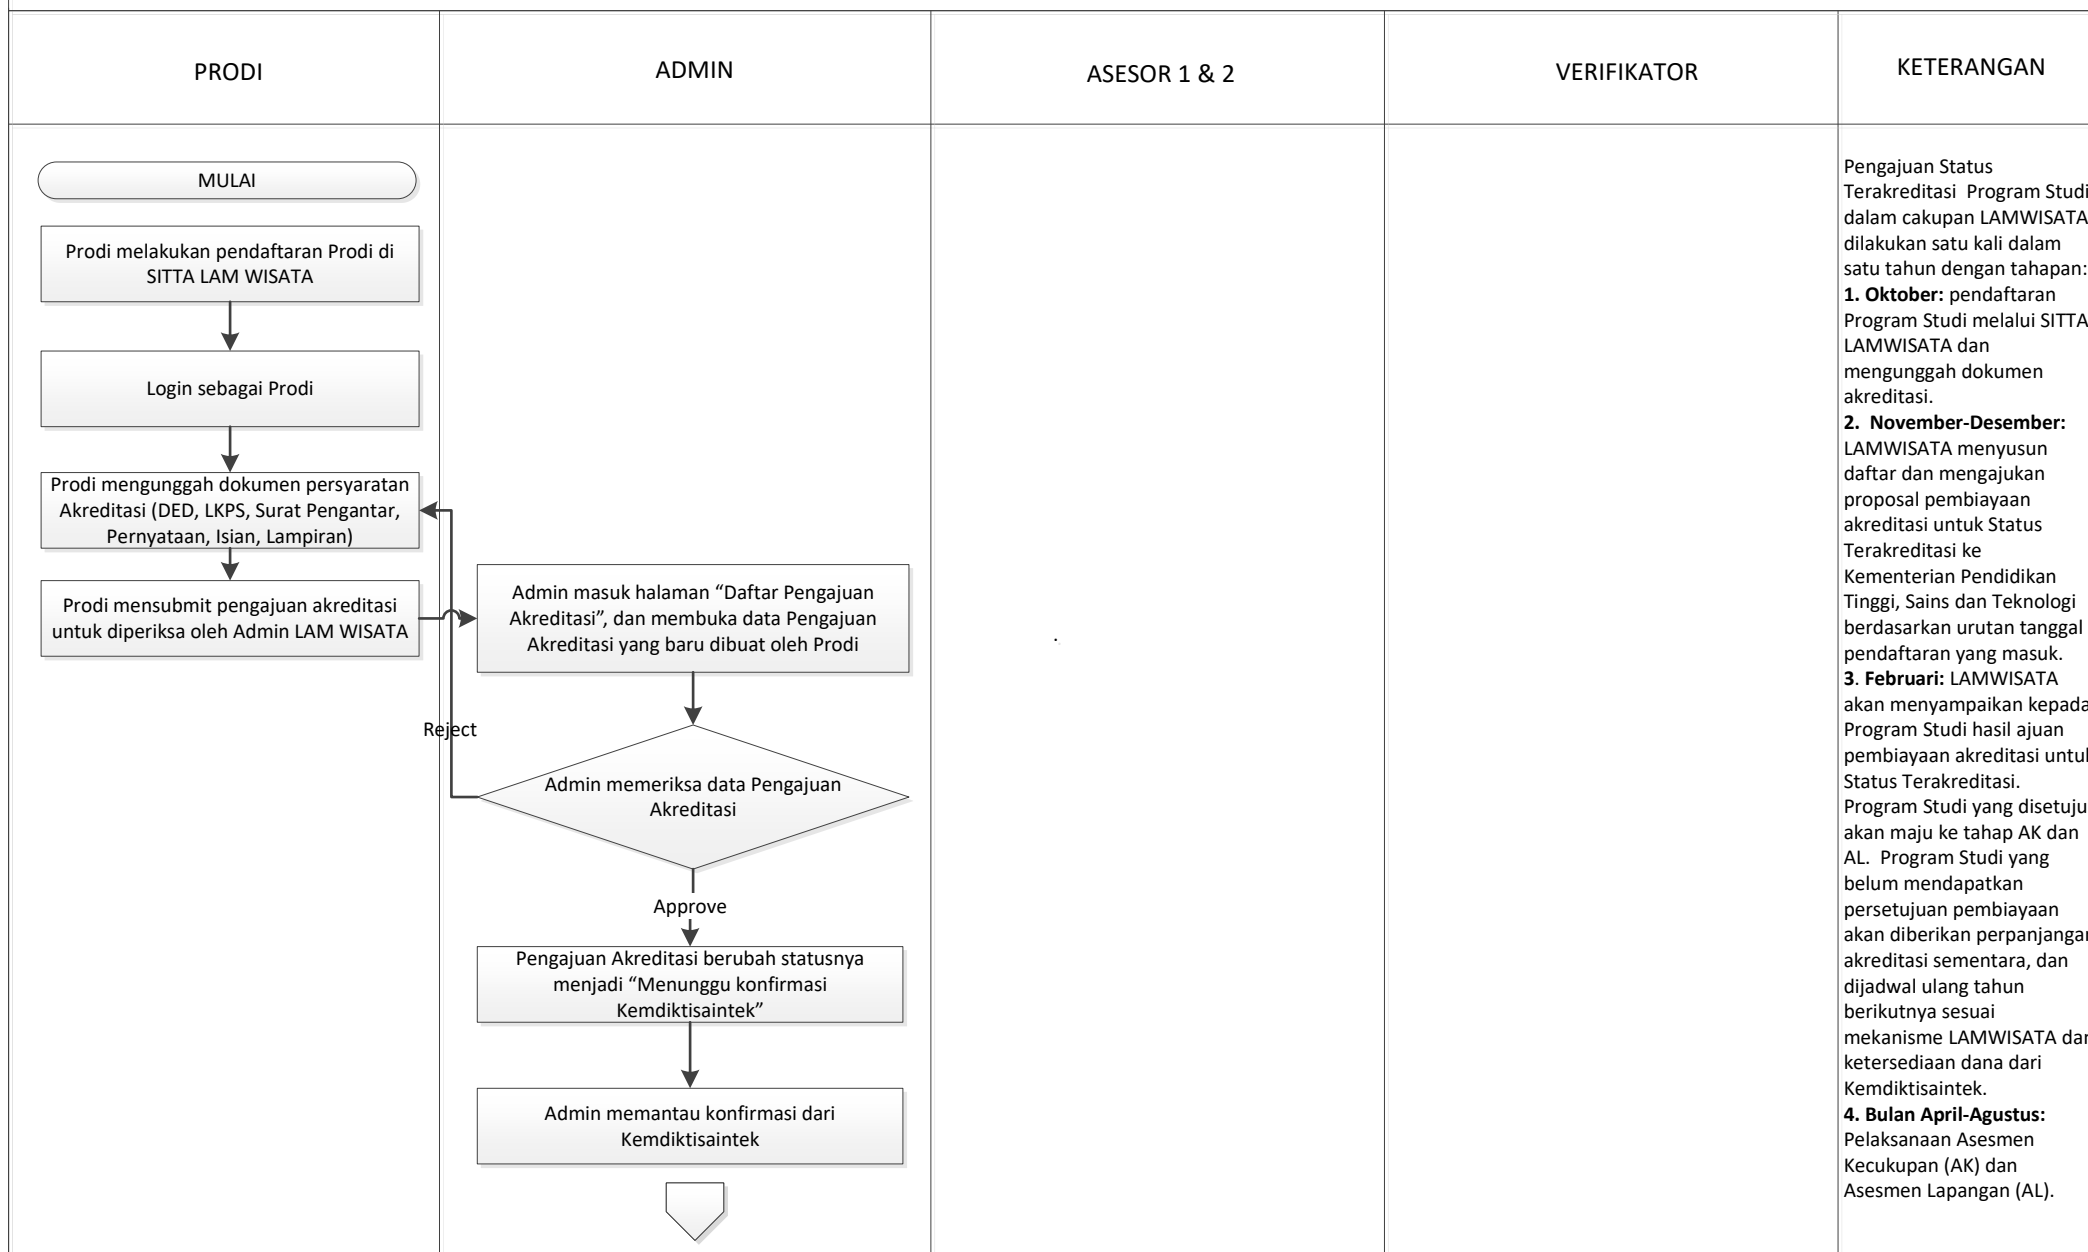 PRODI
ADMIN
ASESOR 1 & 2
VERIFIKATOR
KETERANGAN
MULAI
Prodi melakukan pendaftaran Prodi di
SITTA LAM WISATA
Login sebagai Prodi
Prodi mengunggah dokumen persyaratan
Akreditasi (DED, LKPS, Surat Pengantar,
Pernyataan, Isian, Lampiran)
Prodi mensubmit pengajuan akreditasi
untuk diperiksa oleh Admin LAM WISATA
Admin masuk halaman “Daftar Pengajuan
Akreditasi”, dan membuka data Pengajuan
Akreditasi yang baru dibuat oleh Prodi
Reject
Admin memeriksa data Pengajuan
Akreditasi
Approve
Pengajuan Akreditasi berubah statusnya
menjadi “Menunggu konfirmasi
Kemdiktisaintek”
Admin memantau konfirmasi dari
Kemdiktisaintek
Pengajuan Status
Terakreditasi Program Studi
dalam cakupan LAMWISATA
dilakukan satu kali dalam
satu tahun dengan tahapan:
1. Oktober: pendaftaran
Program Studi melalui SITTA
LAMWISATA dan
mengunggah dokumen
akreditasi.
2. November-Desember:
LAMWISATA menyusun
daftar dan mengajukan
proposal pembiayaan
akreditasi untuk Status
Terakreditasi ke
Kementerian Pendidikan
Tinggi, Sains dan Teknologi
berdasarkan urutan tanggal
pendaftaran yang masuk.
3. Februari: LAMWISATA
akan menyampaikan kepada
Program Studi hasil ajuan
pembiayaan akreditasi untuk
Status Terakreditasi.
Program Studi yang disetuju
akan maju ke tahap AK dan
AL. Program Studi yang
belum mendapatkan
persetujuan pembiayaan
akan diberikan perpanjangan
akreditasi sementara, dan
dijadwal ulang tahun
berikutnya sesuai
mekanisme LAMWISATA dan
ketersediaan dana dari
Kemdiktisaintek.
4. Bulan April-Agustus:
Pelaksanaan Asesmen
Kecukupan (AK) dan
Asesmen Lapangan (AL).